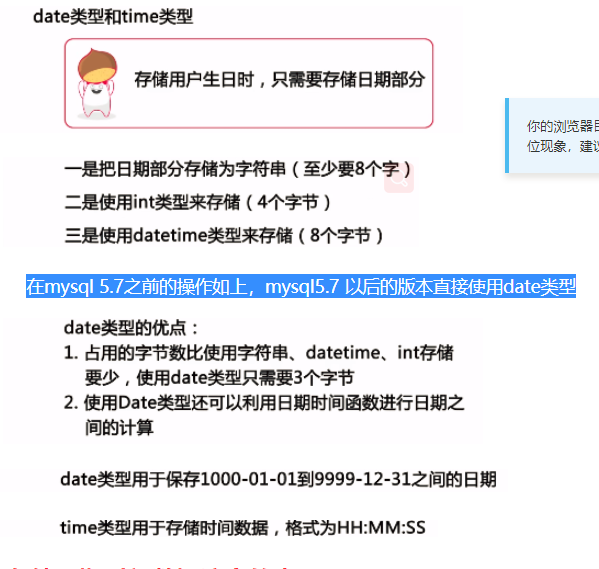 date类型和time类型
存储用户生日时，只需要存储日期部分
你的浏览器
位现象，建议
一是把日期部分存储为字符串（至少要8个字）
二是使用int类型来存储（4个字节）
三是使用datetime类型来存储（8个字节）
在mysql 5.7之前的操作如上，mysql5.7 以后的版本直接使用date类型
date类型的优点：
1. 占用的字节数比使用字符串、datetime、int存储
要少，使用date类型只需要3个字节
2. 使用Date类型还可以利用日期时间函数进行日期之
间的计算
date类型用于保存1000-01-01到9999-12-31之间的日期
time类型用于存储时间数据，格式为HH:MM:SS